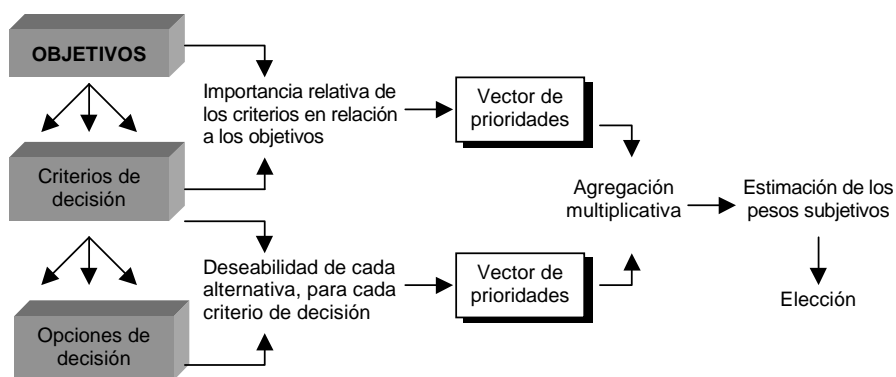 OBJETIVOS
Importancia relativa de
los criterios en relación
a los objetivos
Vector de
prioridades
Criterios de
decisión
Agregación
multiplicativa
Estimación de los
pesos subjetivos
Deseabilidad de cada
alternativa, para cada
criterio de decisión
Vector de
prioridades
Elección
Opciones de
decisión